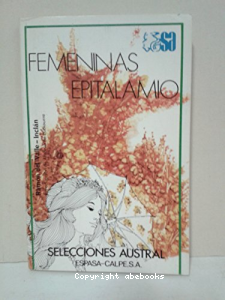 FEMENINAS
EPITALAMIO
Ramón del Valle-Inclán
SELECCIONES AUSTRAL
ESPASA-CALPE, S.A.
Copyright abebooks